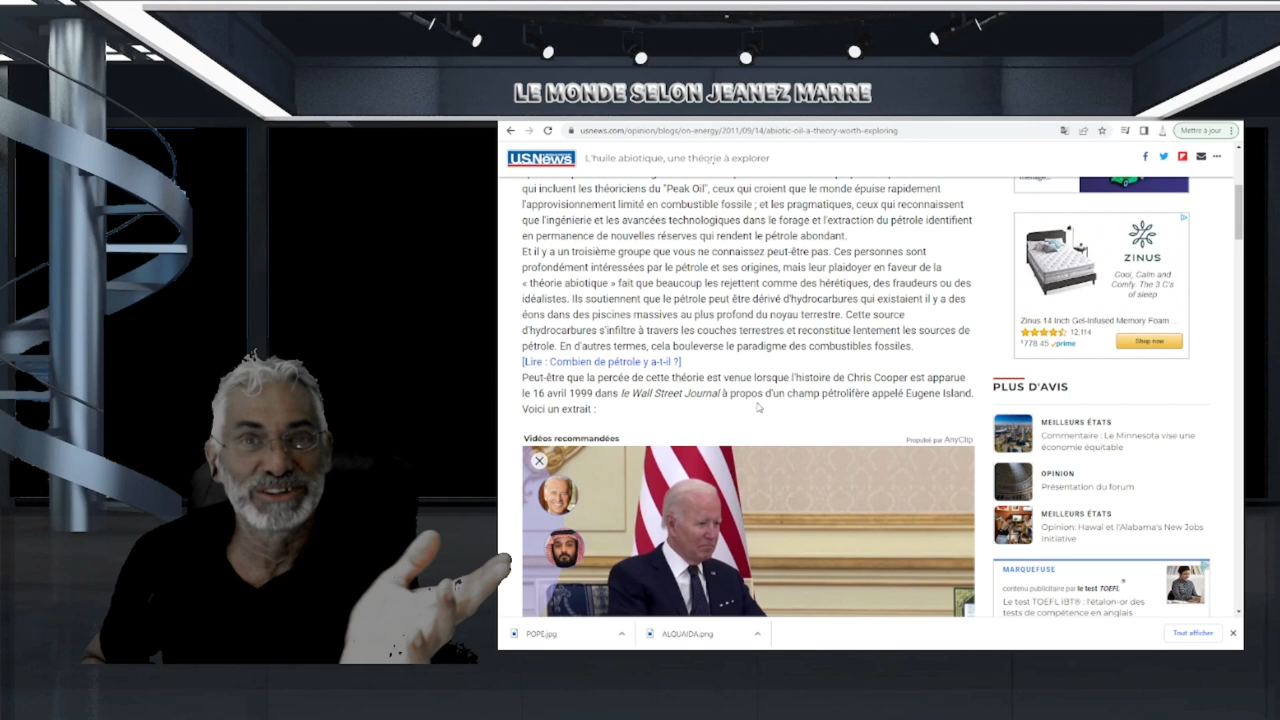 LE MONDE SELON JEANEZ MARRE
usnews.com/opinion/blogs/on-energy/2011/09/14/abiotic-oil-a-theory-worth-exploring
Mettre à jour
U.S.News
L'huile abiotique, une théorie à explorer
qui incluent les théoriciens du "Peak Oil", ceux qui croient que le monde épuise rapidement
l'approvisionnement limité en combustible fossile ; et les pragmatiques, ceux qui reconnaissent
que l'ingénierie et les avancées technologiques dans le forage et l'extraction du pétrole identifient
en permanence de nouvelles réserves qui rendent le pétrole abondant.
Et il y a un troisième groupe que vous ne connaissez peut-être pas. Ces personnes sont
profondément intéressées par le pétrole et ses origines, mais leur plaidoyer en faveur de la
« théorie abiotique » fait que beaucoup les rejettent comme des hérétiques, des fraudeurs ou des
idéalistes. Ils soutiennent que le pétrole peut être dérivé d'hydrocarbures qui existaient il y a des
éons dans des piscines massives au plus profond du noyau terrestre. Cette source
d'hydrocarbures s'infiltre à travers les couches terrestres et reconstitue lentement les sources de
pétrole. En d'autres termes, cela bouleverse le paradigme des combustibles fossiles.
[Lire : Combien de pétrole y a-t-il ?]
Peut-être que la percée de cette théorie est venue lorsque l'histoire de Chris Cooper est apparue
le 16 avril 1999 dans le Wall Street Journal à propos d'un champ pétrolifère appelé Eugene Island.
Voici un extrait :
Vidéos recommandées
Propulsé par AnyClip
ZINUS
Cool, Calm and
Comfy. The 3 C's
of sleep
Zinus 14 Inch Gel-Infused Memory Foam ...
12,114
$778.45 prime
Shop now
PLUS D'AVIS
MEILLEURS ÉTATS
Commentaire : Le Minnesota vise une
économie équitable
OPINION
Présentation du forum
MEILLEURS ÉTATS
Opinion: Hawaï et l'Alabama's New Jobs
Initiative
MARQUEFUSE
contenu publicitaire par le test TOEFL®
Le test TOEFL iBT® : l'étalon-or des
tests de compétence en anglais
POPE.jpg
ALQUAIDA.png
Tout afficher